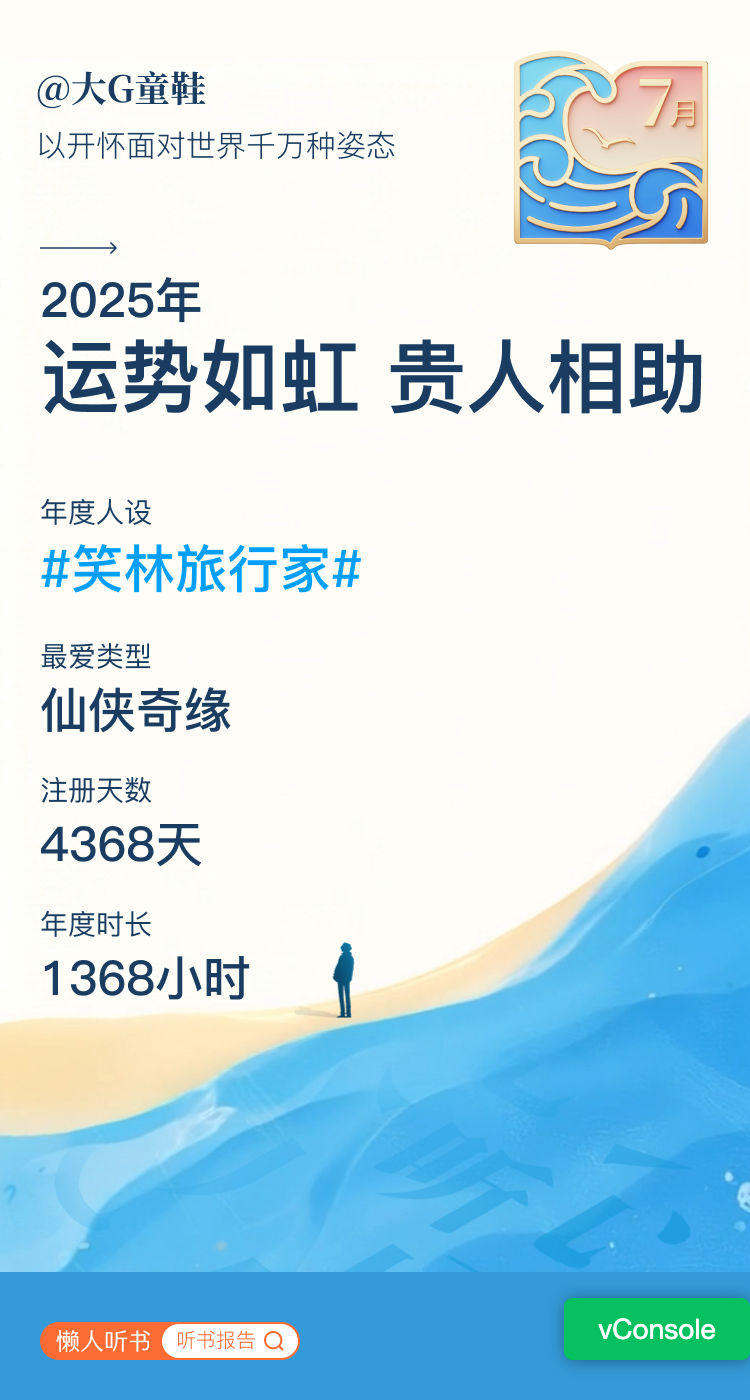 @大G童鞋
以开怀面对世界千万种姿态
7月
2025年
运势如虹 贵人相助
年度人设
#笑林旅行家#
最爱类型
仙侠奇缘
注册天数
4368天
年度时长
1368小时
懒人听书 听书报告
vConsole